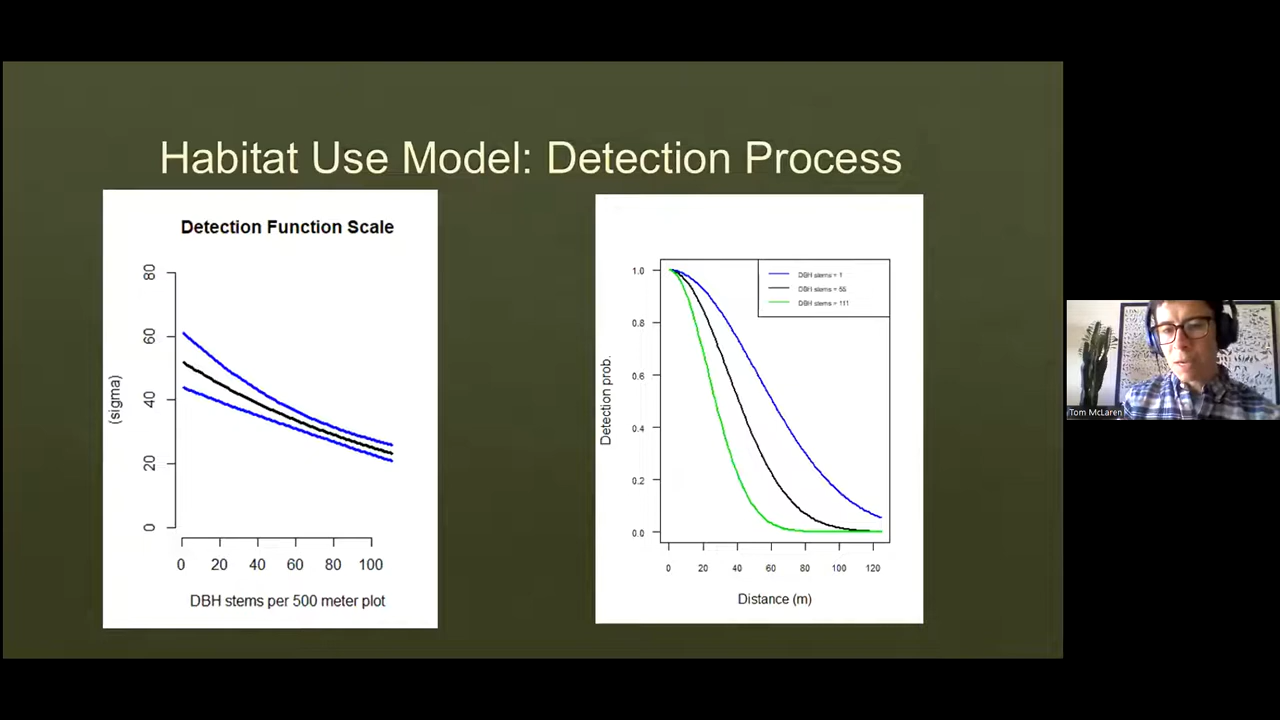 Habitat Use Model: Detection Process
Detection Function Scale
80
60
40
20
0
(sigma)
0 20 40 60 80 100
DBH stems per 500 meter plot
DBH stems = 1
DBH stems = 55
DBH stems = 111
1.0
0.8
0.6
0.4
0.2
0.0
Detection prob.
0 20 40 60 80 100 120
Distance (m)
Tom McLaren